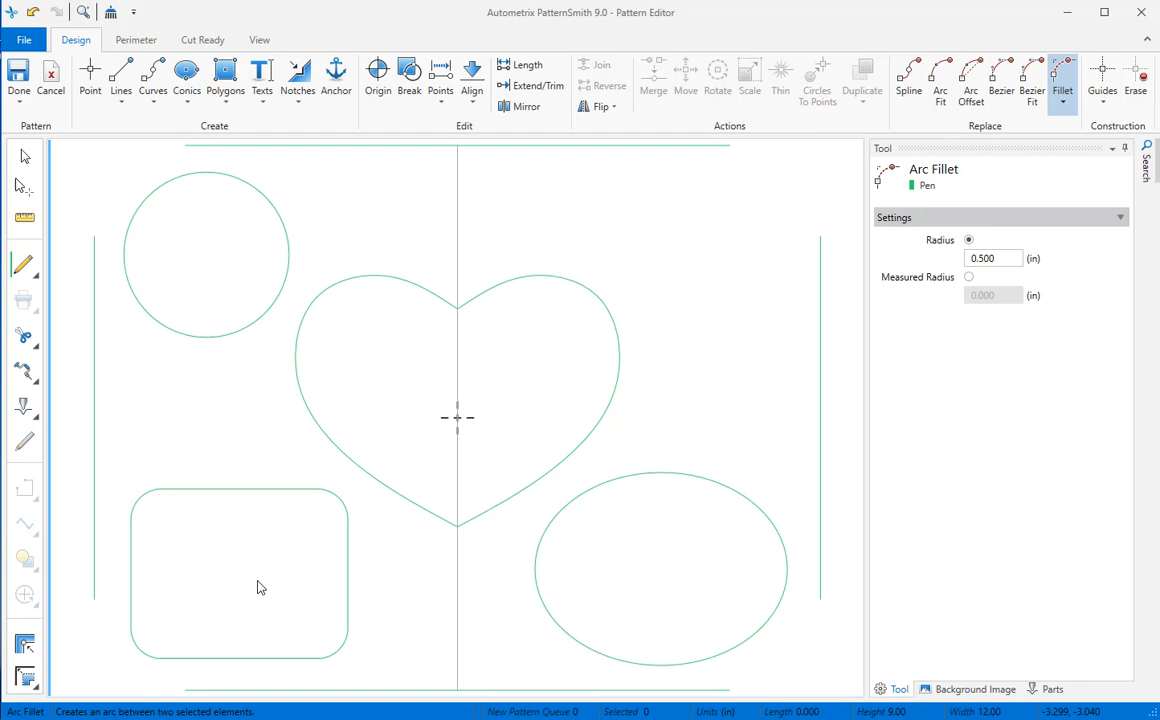 Autometrix PatternSmith 9.0 - Pattern Editor
File Design Perimeter Cut Ready View
Done Cancel Point Lines Curves Conics Polygons Texts Notches Anchor Origin Break Points Align
Length
Extend/Trim
Mirror
Join
Reverse
Flip
Merge Move Rotate Scale Thin Circles To Points Duplicate
Spline Arc Fit Arc Offset Bezier Bezier Fit Fillet Guides Erase
Pattern Create Edit Actions Replace Construction
Tool
Search
Arc Fillet
Pen
Settings
Radius
0.500 (in)
Measured Radius
0.000 (in)
Tool Background Image Parts
Arc Fillet Creates an arc between two selected elements. New Pattern Queue 0 Selected 0 Units (in) Length 0.000 Height 9.00 Width 12.00 -3.299, -3.040